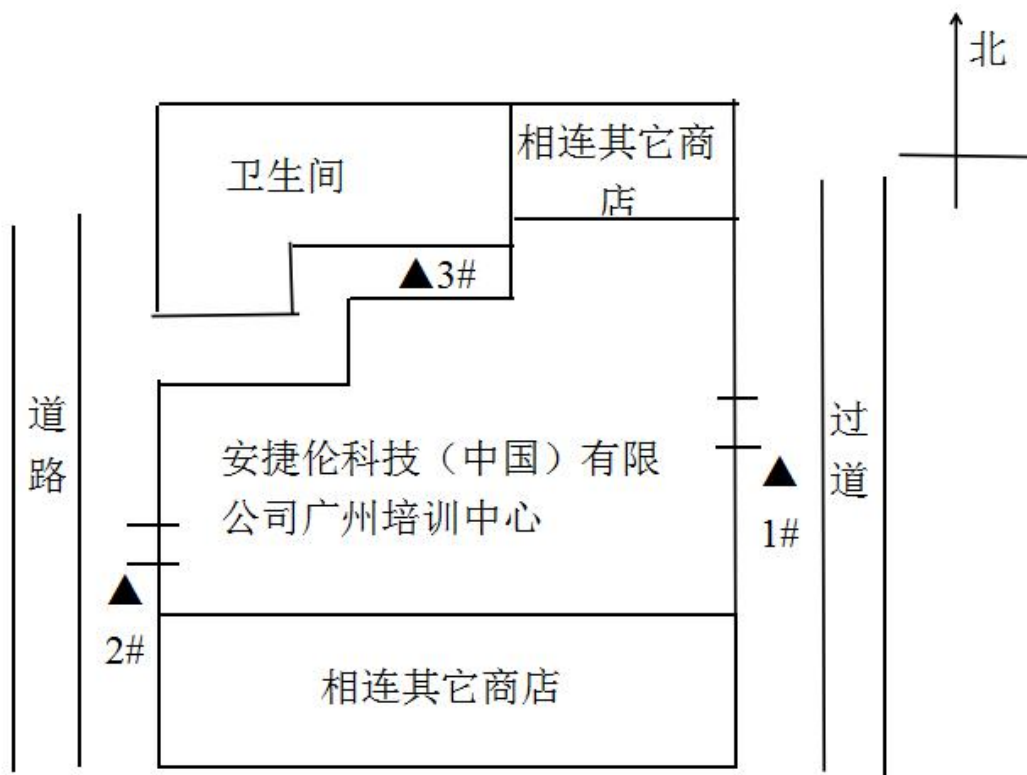 北
相连其它商
店
卫生间
▲3#
道
路
过
道
安捷伦科技（中国）有限
公司广州培训中心
▲
1#
▲
2#
相连其它商店